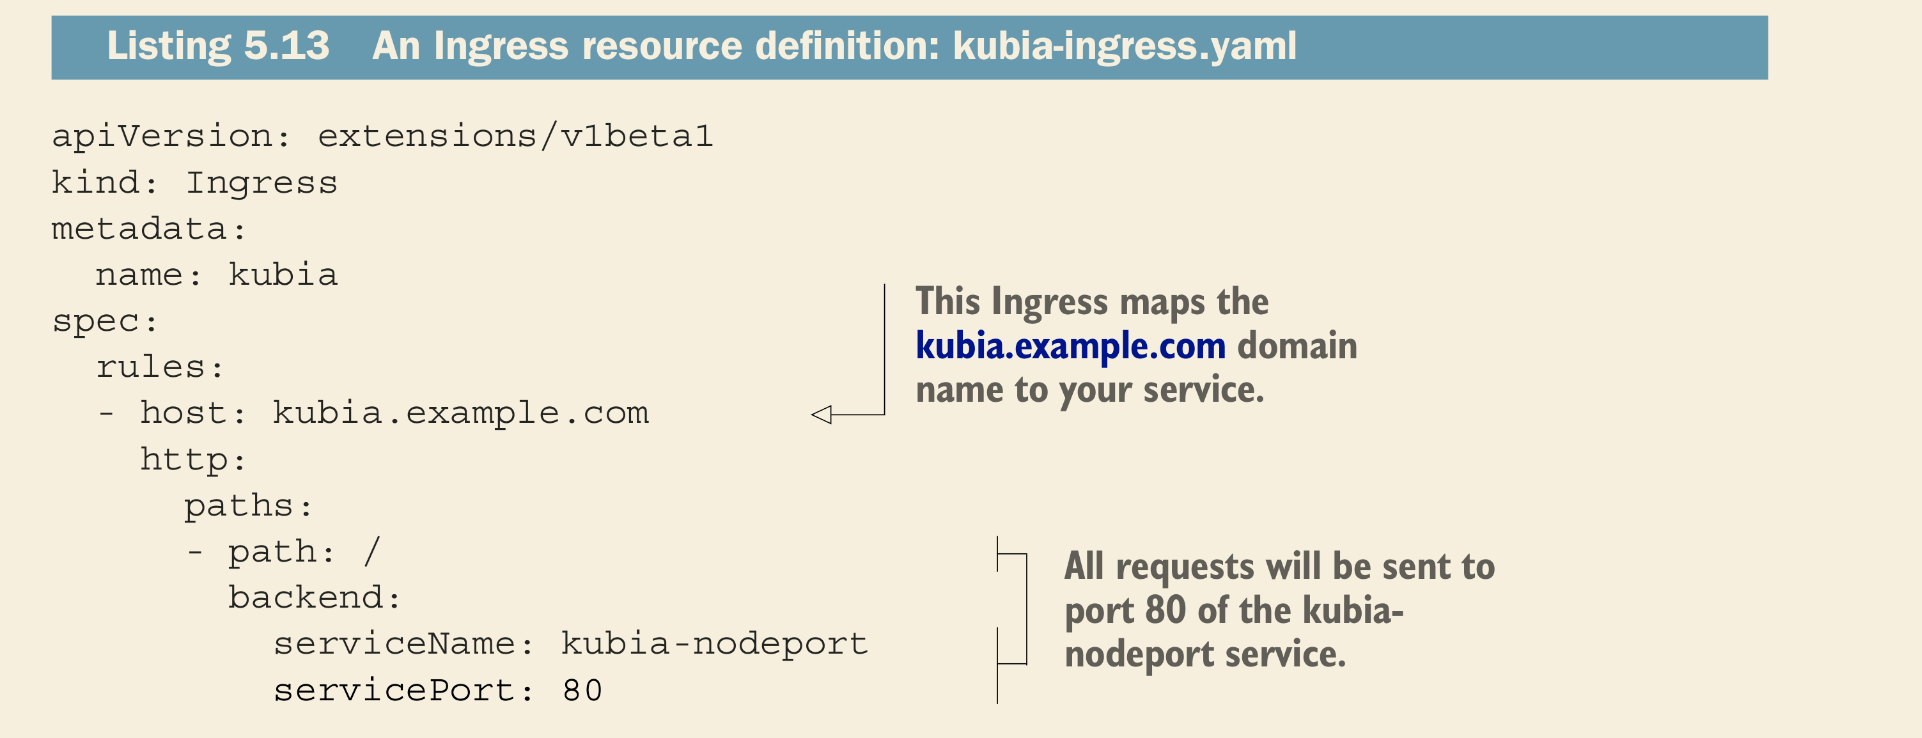 Listing 5.13 An Ingress resource definition: kubia-ingress.yaml
apiVersion: extensions/v1beta1
kind: Ingress
metadata:
  name: kubia
spec:
  rules:
  - host: kubia.example.com
    http:
      paths:
      - path: /
        backend:
          serviceName: kubia-nodeport
          servicePort: 80
This Ingress maps the
kubia.example.com domain
name to your service.
All requests will be sent to
port 80 of the kubia-
nodeport service.